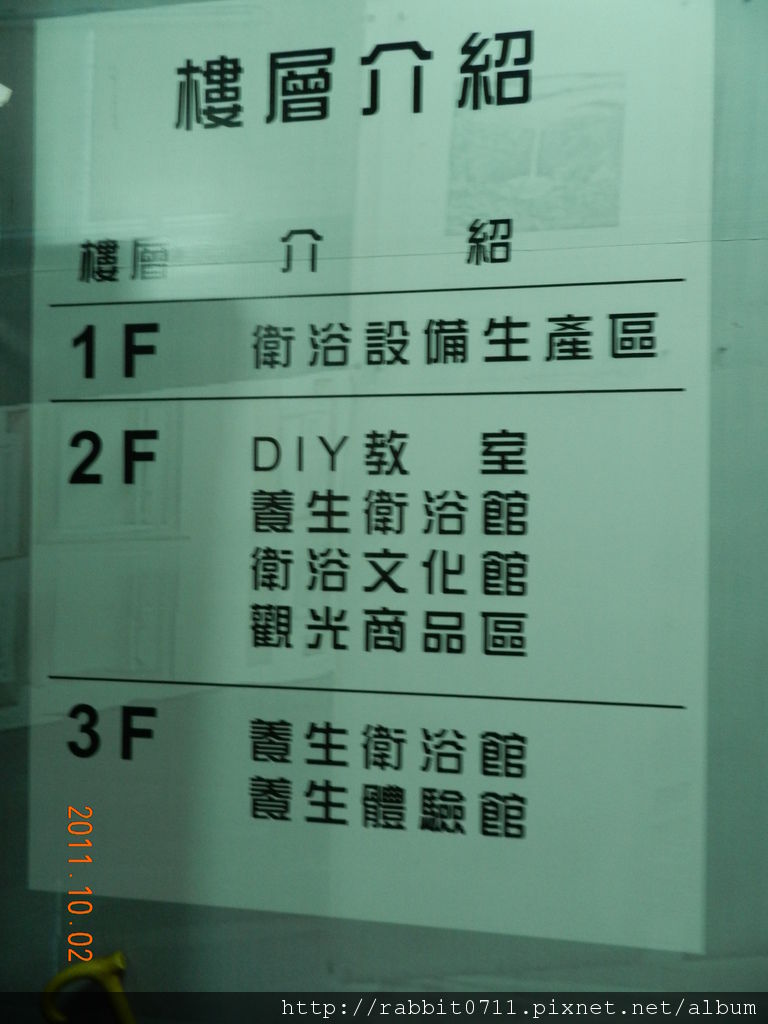 樓層介紹
樓層 介 紹
1F 衛浴設備生產區
2F DIY教 室
養生衛浴館
衛浴文化館
觀光商品區
3F 養生衛浴館
養生體驗館
2011.10.02
http://rabbit0711.pixnet.net/album